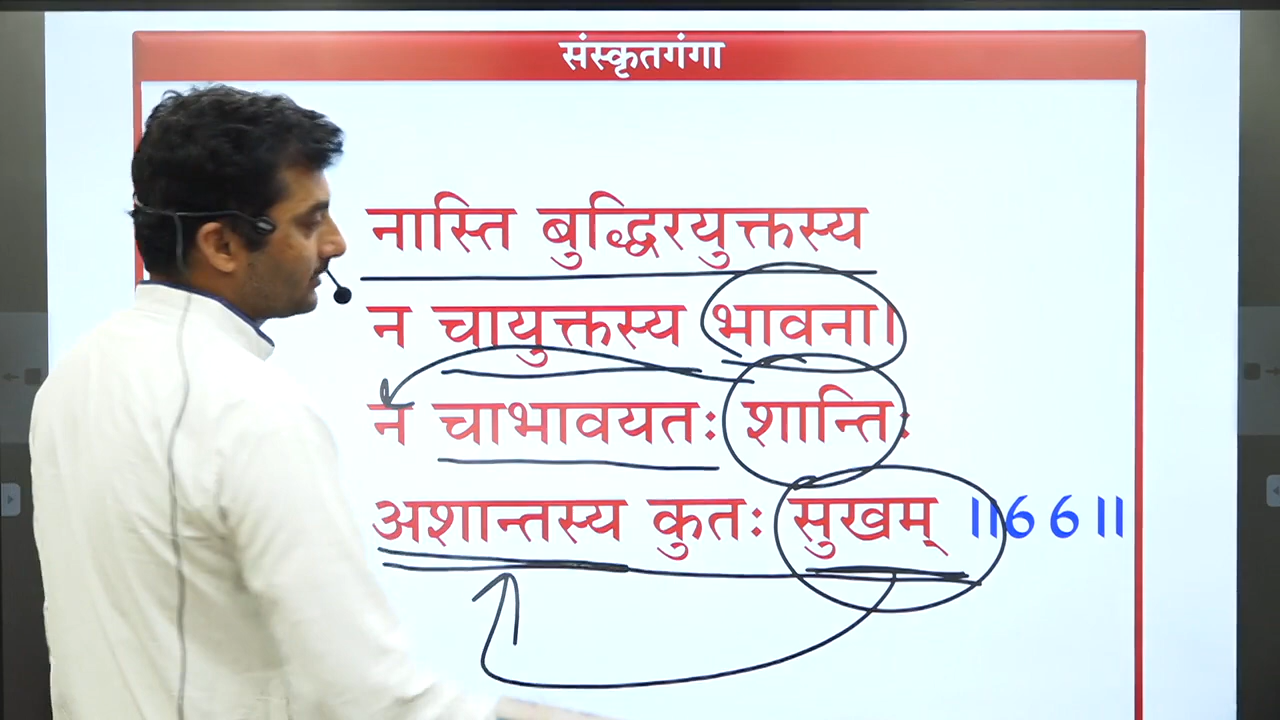 संस्कृतगंगा
नास्ति बुद्धिरयुक्तस्य
न चायुक्तस्य भावना।
न चाभावयतः शान्तिः
अशान्तस्य कुतः सुखम् ॥66॥